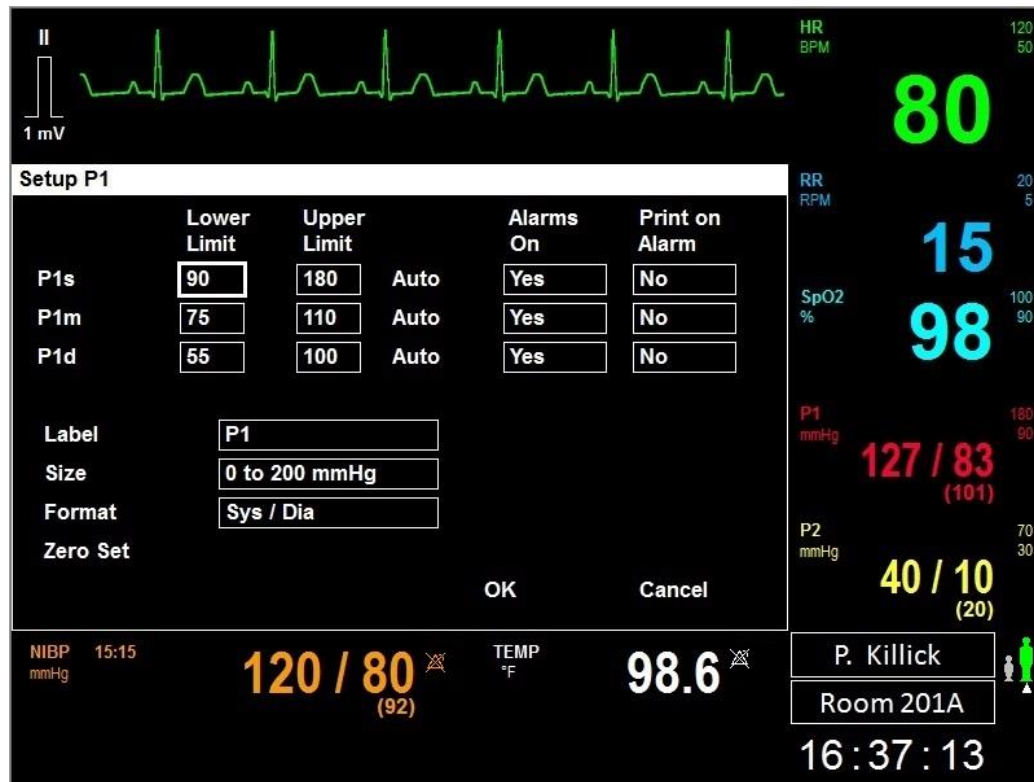 II
1 mV
HR 120
BPM 50
80
Setup P1
RR 20
RPM 5
15
Lower Limit Upper Limit Alarms On Print on Alarm
P1s 90 180 Auto Yes No
P1m 75 110 Auto Yes No
P1d 55 100 Auto Yes No
SpO2 100
% 90
98
Label P1
Size 0 to 200 mmHg
Format Sys / Dia
Zero Set
OK Cancel
P1 180
mmHg 90
127 / 83
(101)
P2 70
mmHg 30
40 / 10
(20)
NIBP 15:15
mmHg
120 / 80
(92)
TEMP
°F
98.6
P. Killick
Room 201A
16:37:13